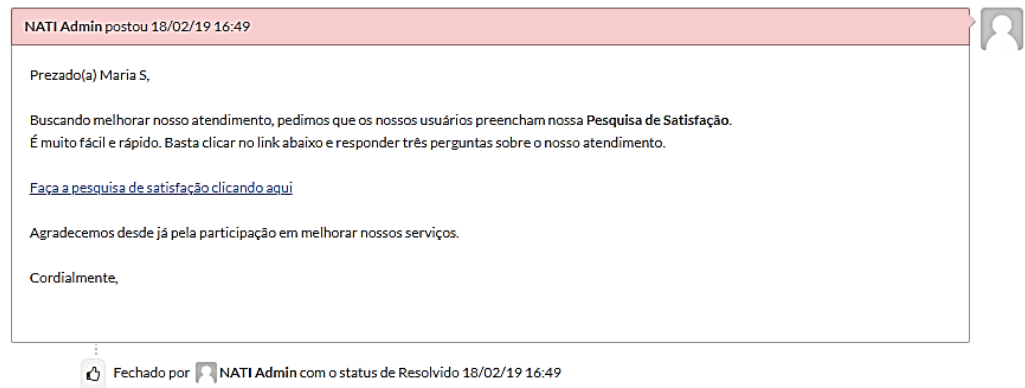 NATI Admin postou 18/02/19 16:49
Prezado(a) Maria S,
Buscando melhorar nosso atendimento, pedimos que os nossos usuários preencham nossa Pesquisa de Satisfação.
É muito fácil e rápido. Basta clicar no link abaixo e responder três perguntas sobre o nosso atendimento.
Faça a pesquisa de satisfação clicando aqui
Agradecemos desde já pela participação em melhorar nossos serviços.
Cordialmente,
Fechado por NATI Admin com o status de Resolvido 18/02/19 16:49